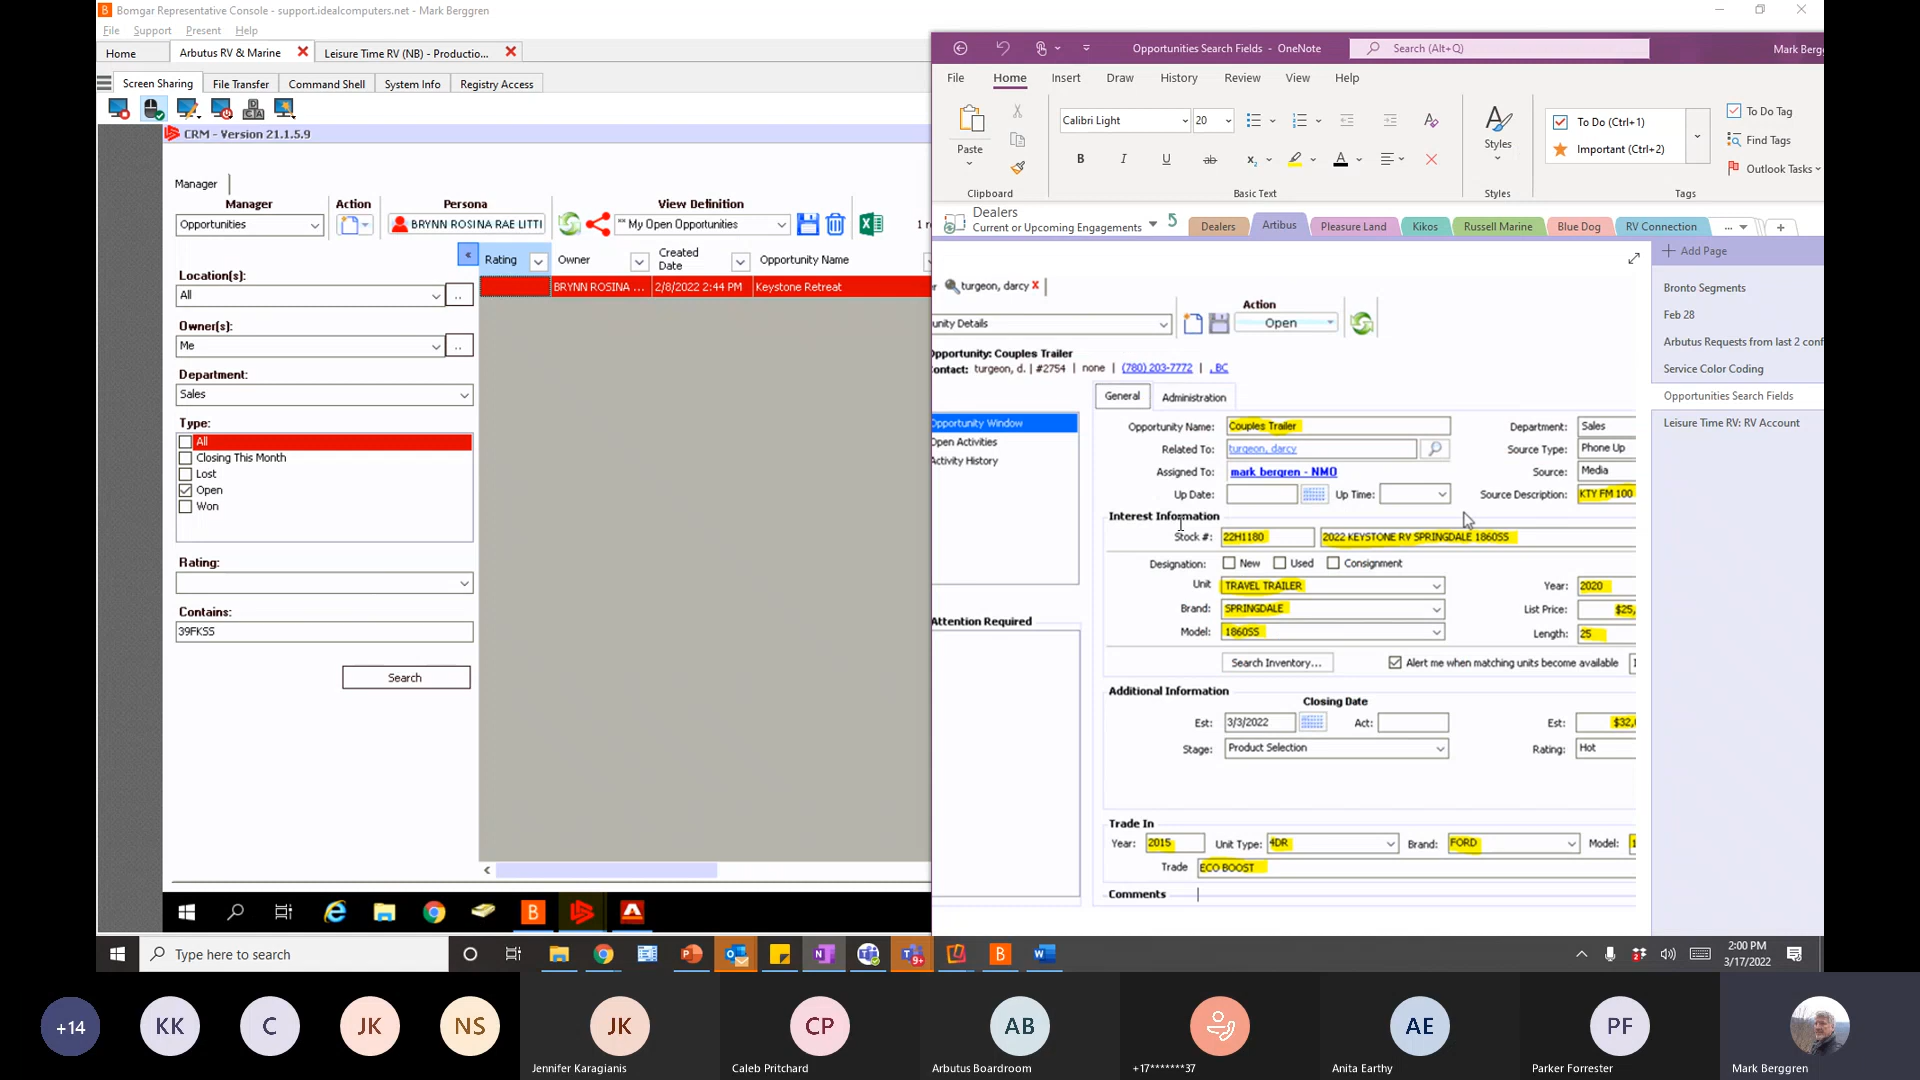 Bomgar Representative Console - support.idealcomputers.net - Mark Berggren
File Support Present Help
Home Arbutus RV & Marine Leisure Time RV (NB) - Productio...
Screen Sharing File Transfer Command Shell System Info Registry Access
CRM - Version 21.1.5.9
Manager
Manager Action Persona View Definition
Opportunities BRYNN ROSINA RAE LITTI ** My Open Opportunities
Rating Owner Created Date Opportunity Name
BRYNN ROSINA ... 2/8/2022 2:44 PM Keystone Retreat
Location(s):
All
Owner(s):
Me
Department:
Sales
Type:
All
Closing This Month
Lost
Open
Won
Rating:
Contains:
39FKSS
Search
Opportunities Search Fields - OneNote
Search (Alt+Q)
File Home Insert Draw History Review View Help
Paste
Clipboard
Calibri Light 20
Basic Text
Styles
Styles
To Do (Ctrl+1)
Important (Ctrl+2)
To Do Tag
Find Tags
Outlook Tasks
Tags
Dealers
Current or Upcoming Engagements
Dealers Artibus Pleasure Land Kikos Russell Marine Blue Dog RV Connection ...
Add Page
Bronto Segments
Feb 28
Arbutus Requests from last 2 conf
Service Color Coding
Opportunities Search Fields
Leisure Time RV: RV Account
turgeon, darcy
Action
unity Details Open
Opportunity: Couples Trailer
ontact: turgeon, d. | #2754 | none | (780) 203-7772 | , BC
General Administration
Opportunity Window
Open Activities
Activity History
Attention Required
Opportunity Name: Couples Trailer Department: Sales
Related To: turgeon, darcy Source Type: Phone Up
Assigned To: mark bergren - NMO Source: Media
Up Date: Up Time: Source Description: KTY FM 100
Interest Information
Stock #: 22H1180 2022 KEYSTONE RV SPRINGDALE 1860SS
Designation: New Used Consignment
Unit TRAVEL TRAILER Year: 2020
Brand: SPRINGDALE List Price: $25,
Model: 1860SS Length: 25
Search Inventory... Alert me when matching units become available
Additional Information
Closing Date
Est: 3/3/2022 Act: Est: $32,
Stage: Product Selection Rating: Hot
Trade In
Year: 2015 Unit Type: 4DR Brand: FORD Model:
Trade ECO BOOST
Comments
Type here to search
2:00 PM
3/17/2022
+14 KK C JK NS JK CP AB AE PF
Jennifer Karagianis Caleb Pritchard Arbutus Boardroom +17*******37 Anita Earthy Parker Forrester Mark Berggren